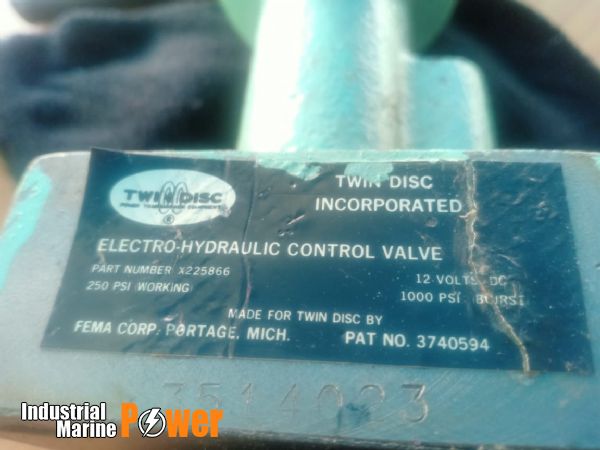 TWIN DISC
TWIN DISC
INCORPORATED
ELECTRO-HYDRAULIC CONTROL VALVE
PART NUMBER X225866
12 VOLTS DC
250 PSI WORKING
1000 PSI BURST
MADE FOR TWIN DISC BY
FEMA CORP. PORTAGE, MICH.
PAT NO. 3740594
3514023
Industrial
Marine Power